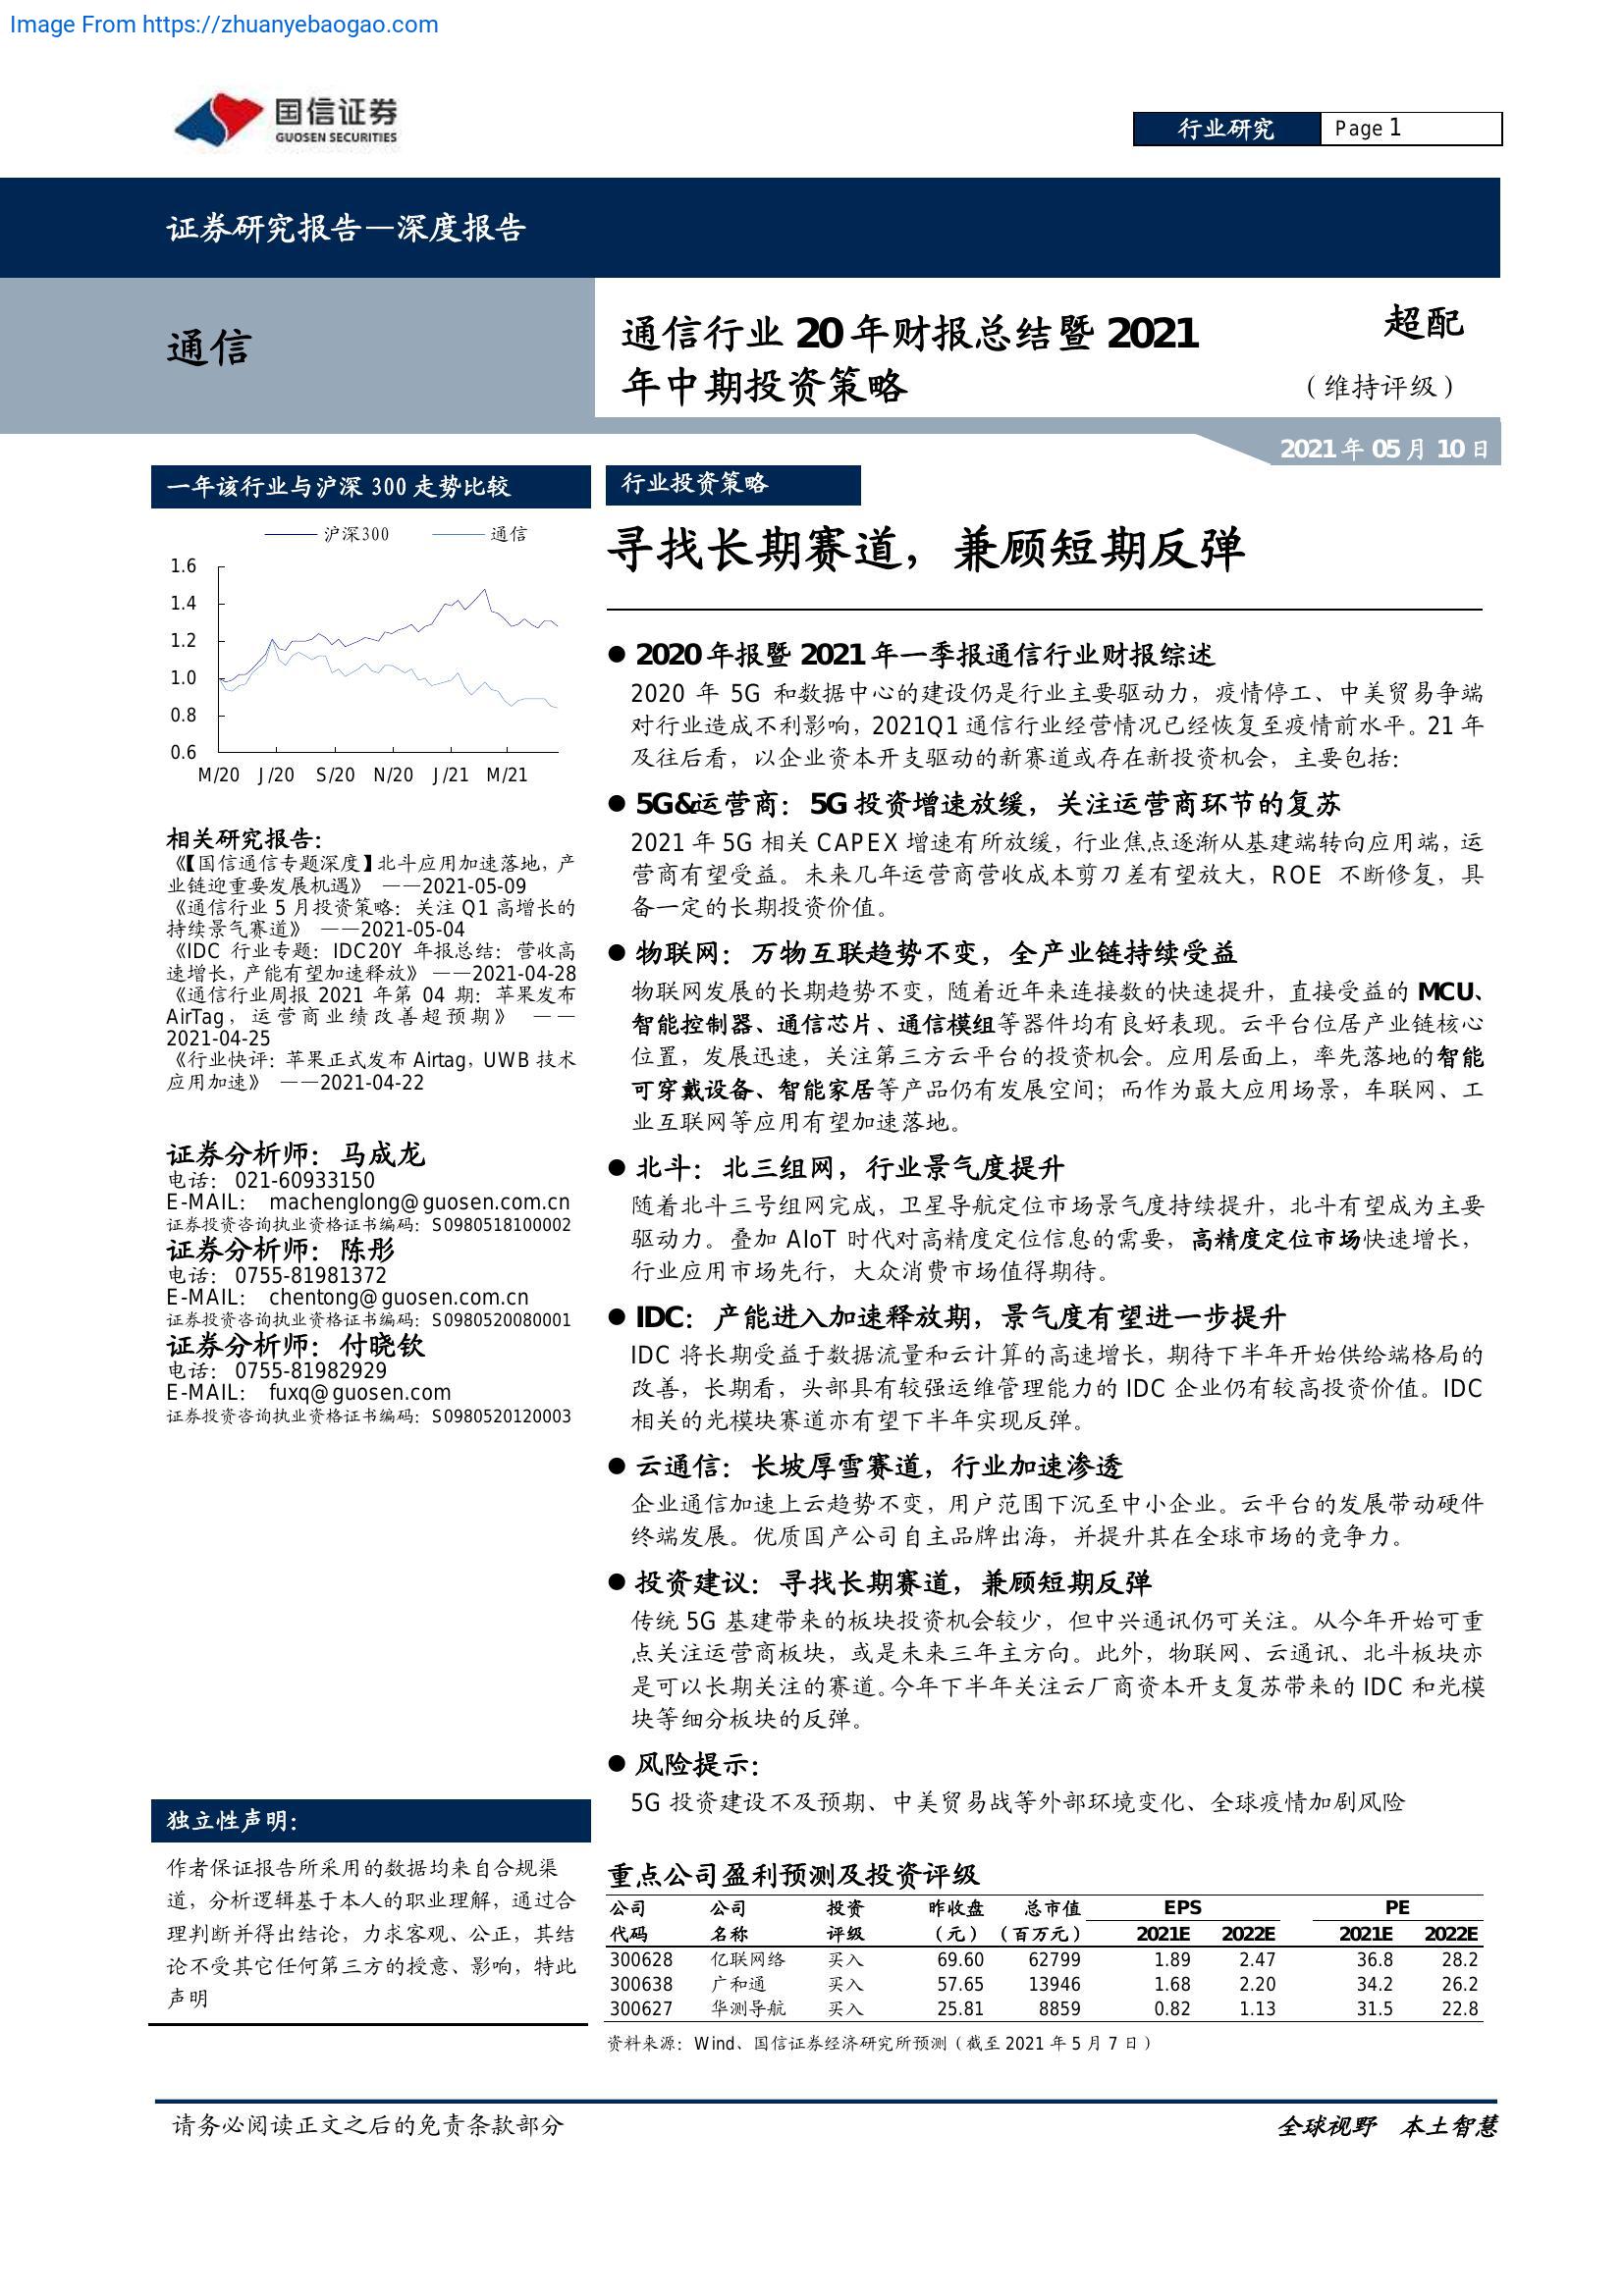 Image From https://zhuanyebaogao.com
国信证券
GUOSEN SECURITIES
行业研究
Page 1
证券研究报告—深度报告
通信
通信行业 20 年财报总结暨 2021
年中期投资策略
超配
（维持评级）
2021 年 05 月 10 日
一年该行业与沪深 300 走势比较
沪深300 通信
1.6
1.4
1.2
1.0
0.8
0.6
M/20 J/20 S/20 N/20 J/21 M/21
相关研究报告：
《【国信通信专题深度】北斗应用加速落地，产
业链迎重要发展机遇》 ——2021-05-09
《通信行业 5 月投资策略：关注 Q1 高增长的
持续景气赛道》 ——2021-05-04
《IDC 行业专题：IDC20Y 年报总结：营收高
速增长，产能有望加速释放》 ——2021-04-28
《通信行业周报 2021 年第 04 期：苹果发布
AirTag，运营商业绩改善超预期》 ——
2021-04-25
《行业快评：苹果正式发布 Airtag，UWB 技术
应用加速》 ——2021-04-22
证券分析师：马成龙
电话： 021-60933150
E-MAIL： machenglong@guosen.com.cn
证券投资咨询执业资格证书编码：S0980518100002
证券分析师：陈彤
电话： 0755-81981372
E-MAIL： chentong@guosen.com.cn
证券投资咨询执业资格证书编码：S0980520080001
证券分析师：付晓钦
电话： 0755-81982929
E-MAIL： fuxq@guosen.com
证券投资咨询执业资格证书编码：S0980520120003
独立性声明：
作者保证报告所采用的数据均来自合规渠
道，分析逻辑基于本人的职业理解，通过合
理判断并得出结论，力求客观、公正，其结
论不受其它任何第三方的授意、影响，特此
声明
行业投资策略
寻找长期赛道，兼顾短期反弹
● 2020 年报暨 2021 年一季报通信行业财报综述
2020 年 5G 和数据中心的建设仍是行业主要驱动力，疫情停工、中美贸易争端
对行业造成不利影响，2021Q1 通信行业经营情况已经恢复至疫情前水平。21 年
及往后看，以企业资本开支驱动的新赛道或存在新投资机会，主要包括：
● 5G&运营商：5G 投资增速放缓，关注运营商环节的复苏
2021 年 5G 相关 CAPEX 增速有所放缓，行业焦点逐渐从基建端转向应用端，运
营商有望受益。未来几年运营商营收成本剪刀差有望放大，ROE 不断修复，具
备一定的长期投资价值。
● 物联网：万物互联趋势不变，全产业链持续受益
物联网发展的长期趋势不变，随着近年来连接数的快速提升，直接受益的 MCU、
智能控制器、通信芯片、通信模组等器件均有良好表现。云平台位居产业链核心
位置，发展迅速，关注第三方云平台的投资机会。应用层面上，率先落地的智能
可穿戴设备、智能家居等产品仍有发展空间；而作为最大应用场景，车联网、工
业互联网等应用有望加速落地。
● 北斗：北三组网，行业景气度提升
随着北斗三号组网完成，卫星导航定位市场景气度持续提升，北斗有望成为主要
驱动力。叠加 AIoT 时代对高精度定位信息的需要，高精度定位市场快速增长，
行业应用市场先行，大众消费市场值得期待。
● IDC：产能进入加速释放期，景气度有望进一步提升
IDC 将长期受益于数据流量和云计算的高速增长，期待下半年开始供给端格局的
改善，长期看，头部具有较强运维管理能力的 IDC 企业仍有较高投资价值。IDC
相关的光模块赛道亦有望下半年实现反弹。
● 云通信：长坡厚雪赛道，行业加速渗透
企业通信加速上云趋势不变，用户范围下沉至中小企业。云平台的发展带动硬件
终端发展。优质国产公司自主品牌出海，并提升其在全球市场的竞争力。
● 投资建议：寻找长期赛道，兼顾短期反弹
传统 5G 基建带来的板块投资机会较少，但中兴通讯仍可关注。从今年开始可重
点关注运营商板块，或是未来三年主方向。此外，物联网、云通讯、北斗板块亦
是可以长期关注的赛道。今年下半年关注云厂商资本开支复苏带来的 IDC 和光模
块等细分板块的反弹。
● 风险提示：
5G 投资建设不及预期、中美贸易战等外部环境变化、全球疫情加剧风险
重点公司盈利预测及投资评级
公司 公司 投资 昨收盘 总市值 EPS PE
代码 名称 评级 （元） （百万元） 2021E 2022E 2021E 2022E
300628 亿联网络 买入 69.60 62799 1.89 2.47 36.8 28.2
300638 广和通 买入 57.65 13946 1.68 2.20 34.2 26.2
300627 华测导航 买入 25.81 8859 0.82 1.13 31.5 22.8
资料来源：Wind、国信证券经济研究所预测（截至 2021 年 5 月 7 日）
请务必阅读正文之后的免责条款部分
全球视野 本土智慧